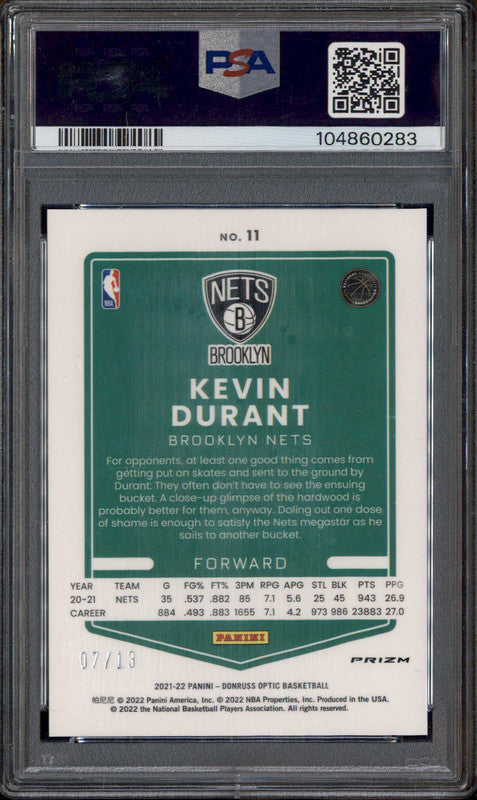 PSA
104860283
NO. 11
NBA
NETS
B
BROOKLYN
KEVIN
DURANT
BROOKLYN NETS
For opponents, at least one good thing comes from
getting put on skates and sent to the ground by
Durant: They often don't have to see the ensuing
bucket. A close-up glimpse of the hardwood is
probably better for them, anyway. Doling out one dose
of shame is enough to satisfy the Nets megastar as he
sails to another bucket.
FORWARD
YEAR TEAM G FG% FT% 3PM RPG APG STL BLK PTS PPG
20-21 NETS 35 .537 .882 85 7.1 5.6 25 45 943 26.9
CAREER 884 .493 .883 1655 7.1 4.2 973 986 23883 27.0
PANINI
07/13
PRIZM
2021-22 PANINI – DONRUSS OPTIC BASKETBALL
帕尼尼 © 2022 Panini America, Inc. © 2022 NBA Properties, Inc. Produced in the USA.
© 2022 the National Basketball Players Association. All rights reserved.